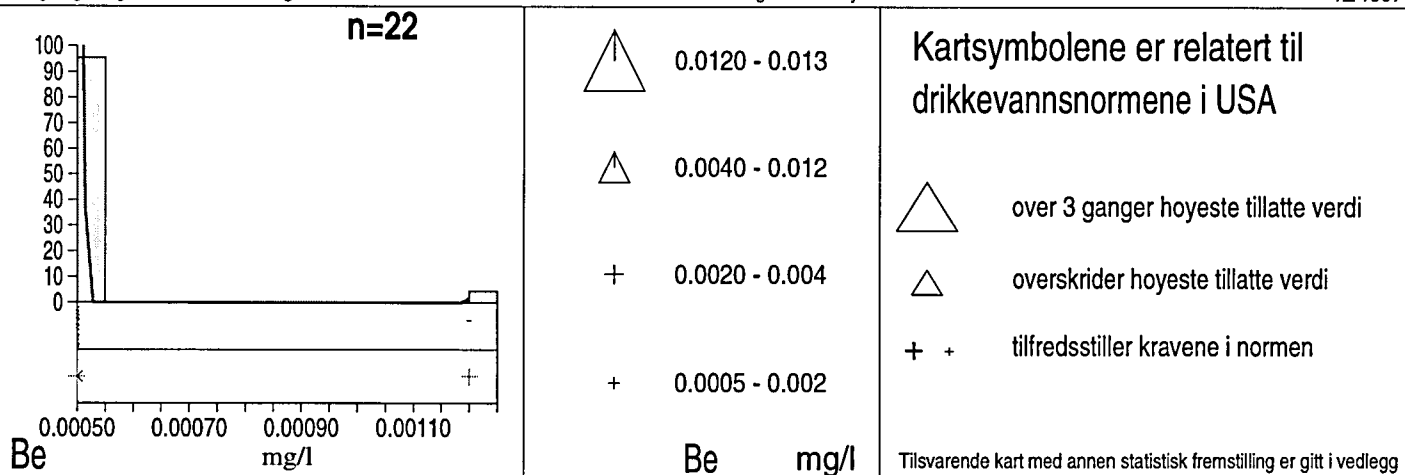 n=22
100
90
80
70
60
50
40
30
20
10
0
0.00050 0.00070 0.00090 0.00110
Be mg/l
0.0120 - 0.013
0.0040 - 0.012
0.0020 - 0.004
0.0005 - 0.002
Be mg/l
Kartsymbolene er relatert til
drikkevannsnormene i USA
over 3 ganger hoyeste tillatte verdi
overskrider hoyeste tillatte verdi
tilfredsstiller kravene i normen
Tilsvarende kart med annen statistisk fremstilling er gitt i vedlegg